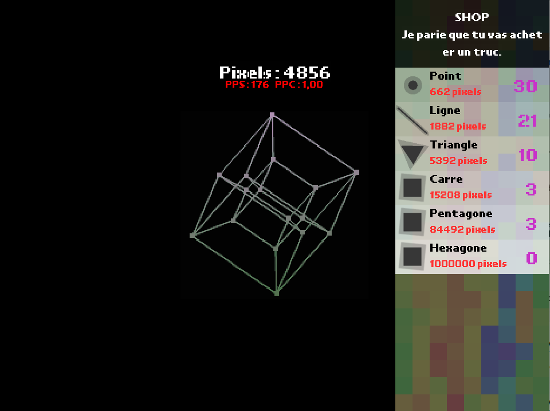 SHOP
Je parie que tu vas achet
er un truc.
Pixels: 4856
PPS:176 PPC:1,00
Point
662 pixels
30
Ligne
1882 pixels
21
Triangle
5392 pixels
10
Carre
15208 pixels
3
Pentagone
84492 pixels
3
Hexagone
1000000 pixels
0